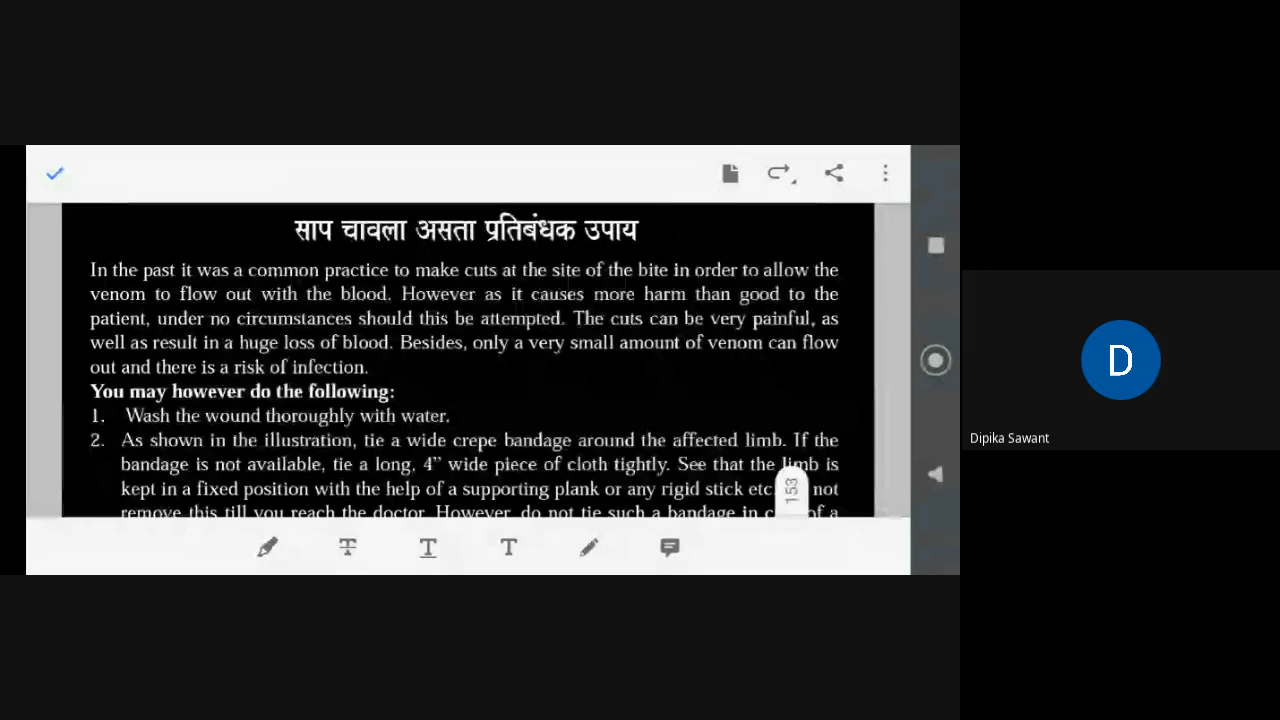 साप चावला असता प्रतिबंधक उपाय
In the past it was a common practice to make cuts at the site of the bite in order to allow the
venom to flow out with the blood. However as it causes more harm than good to the
patient, under no circumstances should this be attempted. The cuts can be very painful, as
well as result in a huge loss of blood. Besides, only a very small amount of venom can flow
out and there is a risk of infection.
You may however do the following:
1. Wash the wound thoroughly with water.
2. As shown in the illustration, tie a wide crepe bandage around the affected limb. If the
bandage is not available, tie a long, 4” wide piece of cloth tightly. See that the limb is
kept in a fixed position with the help of a supporting plank or any rigid stick etc. not
remove this till you reach the doctor. However, do not tie such a bandage in of a
153
T T T
D
Dipika Sawant